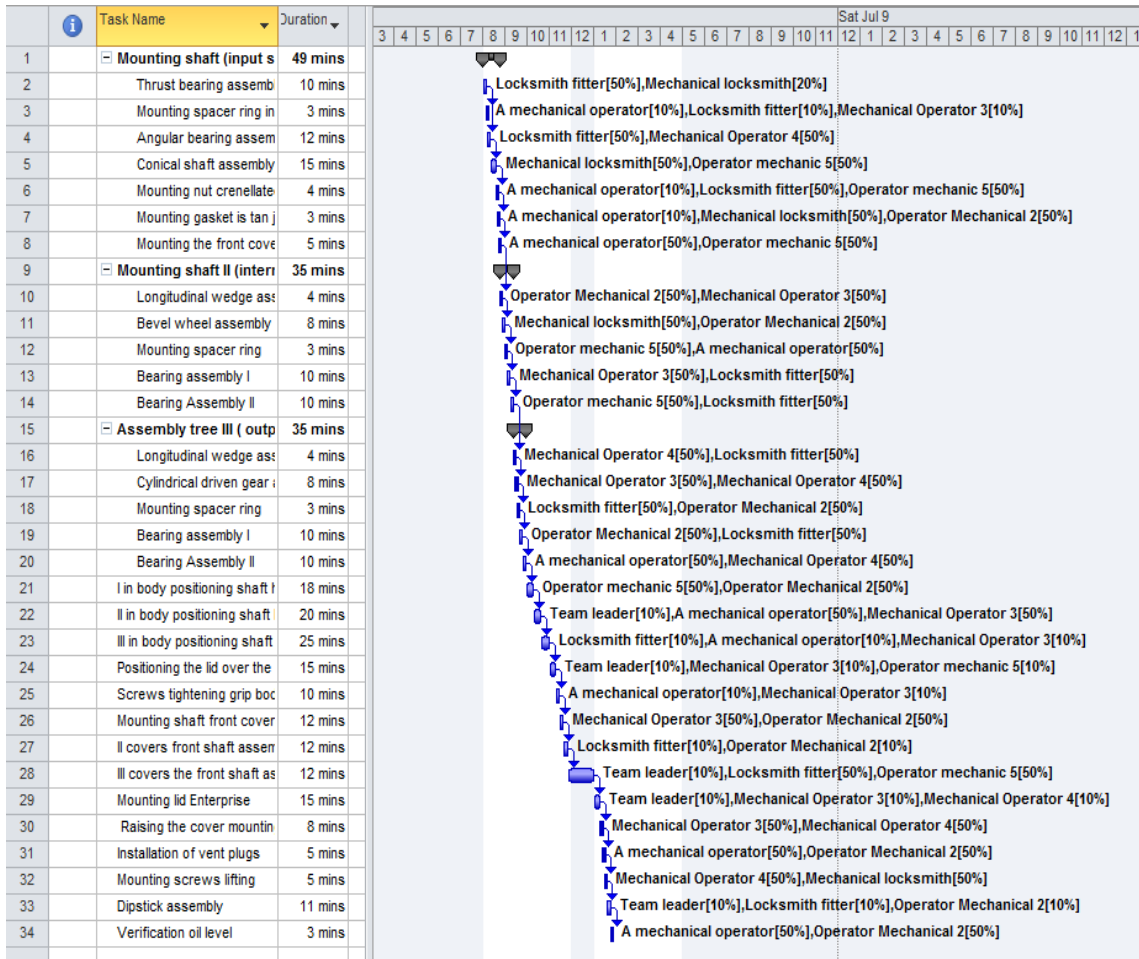 Task Name Duration
Sat Jul 9
3 4 5 6 7 8 9 10 11 12 1 2 3 4 5 6 7 8 9 10 11 12 1 2 3 4 5 6 7 8 9 10 11 12 1
1 Mounting shaft (input s 49 mins
2 Thrust bearing assembl 10 mins Locksmith fitter[50%],Mechanical locksmith[20%]
3 Mounting spacer ring in 3 mins A mechanical operator[10%],Locksmith fitter[10%],Mechanical Operator 3[10%]
4 Angular bearing assem 12 mins Locksmith fitter[50%],Mechanical Operator 4[50%]
5 Conical shaft assembly 15 mins Mechanical locksmith[50%],Operator mechanic 5[50%]
6 Mounting nut crenellate 4 mins A mechanical operator[10%],Locksmith fitter[50%],Operator mechanic 5[50%]
7 Mounting gasket is tan j 3 mins A mechanical operator[10%],Mechanical locksmith[50%],Operator Mechanical 2[50%]
8 Mounting the front cove 5 mins A mechanical operator[50%],Operator mechanic 5[50%]
9 Mounting shaft II (interr 35 mins
10 Longitudinal wedge ass 4 mins Operator Mechanical 2[50%],Mechanical Operator 3[50%]
11 Bevel wheel assembly 8 mins Mechanical locksmith[50%],Operator Mechanical 2[50%]
12 Mounting spacer ring 3 mins Operator mechanic 5[50%],A mechanical operator[50%]
13 Bearing assembly I 10 mins Mechanical Operator 3[50%],Locksmith fitter[50%]
14 Bearing Assembly II 10 mins Operator mechanic 5[50%],Locksmith fitter[50%]
15 Assembly tree III ( outp 35 mins
16 Longitudinal wedge ass 4 mins Mechanical Operator 4[50%],Locksmith fitter[50%]
17 Cylindrical driven gear 8 mins Mechanical Operator 3[50%],Mechanical Operator 4[50%]
18 Mounting spacer ring 3 mins Locksmith fitter[50%],Operator Mechanical 2[50%]
19 Bearing assembly I 10 mins Operator Mechanical 2[50%],Locksmith fitter[50%]
20 Bearing Assembly II 10 mins A mechanical operator[50%],Mechanical Operator 4[50%]
21 I in body positioning shaft h 18 mins Operator mechanic 5[50%],Operator Mechanical 2[50%]
22 II in body positioning shaft 20 mins Team leader[10%],A mechanical operator[50%],Mechanical Operator 3[50%]
23 III in body positioning shaft 25 mins Locksmith fitter[10%],A mechanical operator[10%],Mechanical Operator 3[10%]
24 Positioning the lid over the 15 mins Team leader[10%],Mechanical Operator 3[10%],Operator mechanic 5[10%]
25 Screws tightening grip boc 10 mins A mechanical operator[10%],Mechanical Operator 3[10%]
26 Mounting shaft front cover 12 mins Mechanical Operator 3[50%],Operator Mechanical 2[50%]
27 II covers front shaft assem 12 mins Locksmith fitter[10%],Operator Mechanical 2[10%]
28 III covers the front shaft as 12 mins Team leader[10%],Locksmith fitter[50%],Operator mechanic 5[50%]
29 Mounting lid Enterprise 15 mins Team leader[10%],Mechanical Operator 3[10%],Mechanical Operator 4[10%]
30 Raising the cover mountin 8 mins Mechanical Operator 3[50%],Mechanical Operator 4[50%]
31 Installation of vent plugs 5 mins A mechanical operator[50%],Operator Mechanical 2[50%]
32 Mounting screws lifting 5 mins Mechanical Operator 4[50%],Mechanical locksmith[50%]
33 Dipstick assembly 11 mins Team leader[10%],Locksmith fitter[10%],Operator Mechanical 2[10%]
34 Verification oil level 3 mins A mechanical operator[50%],Operator Mechanical 2[50%]